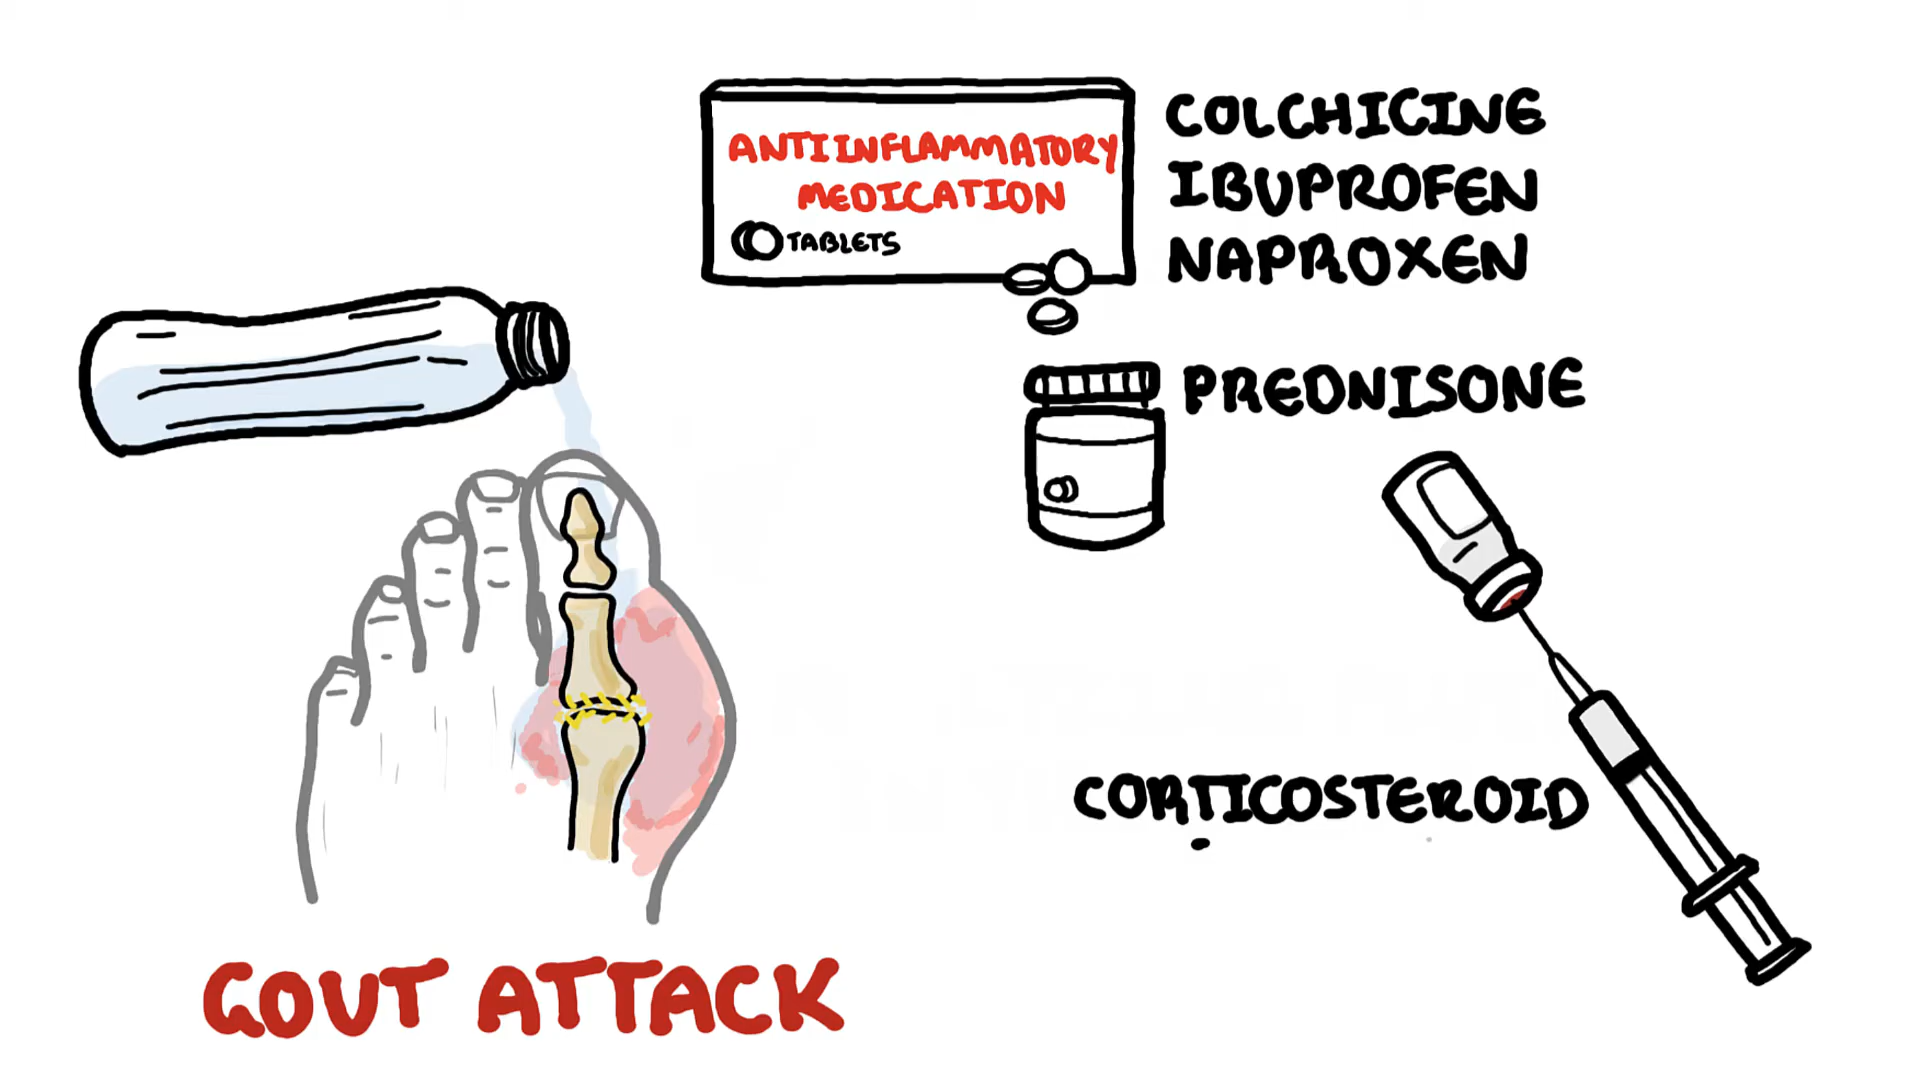 ANTIINFLAMMATORY
MEDICATION
TABLETS
COLCHICINE
IBUPROFEN
NAPROXEN
PREDNISONE
CORTICOSTEROID
GOUT ATTACK